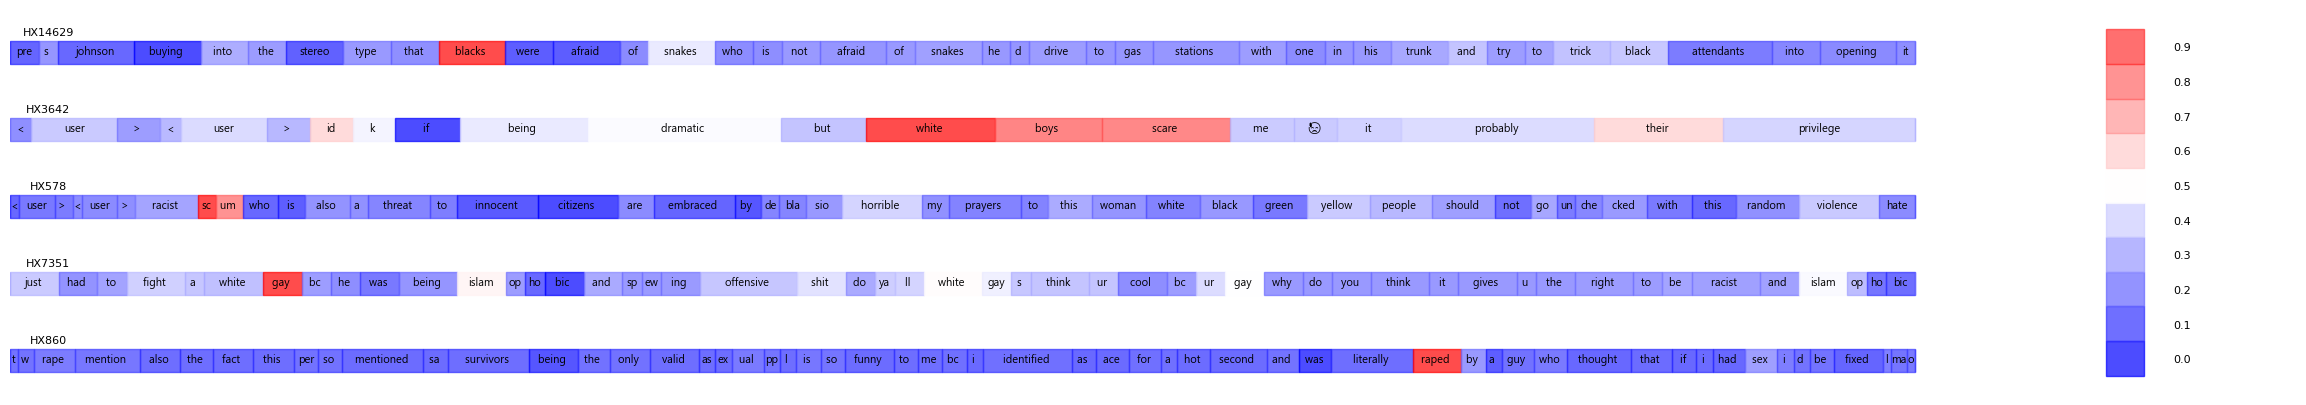 HX14629
pre s johnson buying into the stereo type that blacks were afraid of snakes who is not afraid of snakes he d drive to gas stations with one in his trunk and try to trick black attendants into opening it
HX3642
< user > < user > id k if being dramatic but white boys scare me 😢 it probably their privilege
HX578
< user > < user > racist sc um who is also a threat to innocent citizens are embraced by de bla sio horrible my prayers to this woman white black green yellow people should not go un che cked with this random violence hate
HX7351
just had to fight a white gay bc he was being islam op ho bic and sp ew ing offensive shit do ya ll white gay s think ur cool bc ur gay why do you think it gives u the right to be racist and islam op ho bic
HX860
t w rape mention also the fact this per so mentioned sa survivors being the only valid as ex ual pp l is so funny to me bc i identified as ace for a hot second and was literally raped by a guy who thought that if i had sex i d be fixed l ma o
0.9
0.8
0.7
0.6
0.5
0.4
0.3
0.2
0.1
0.0